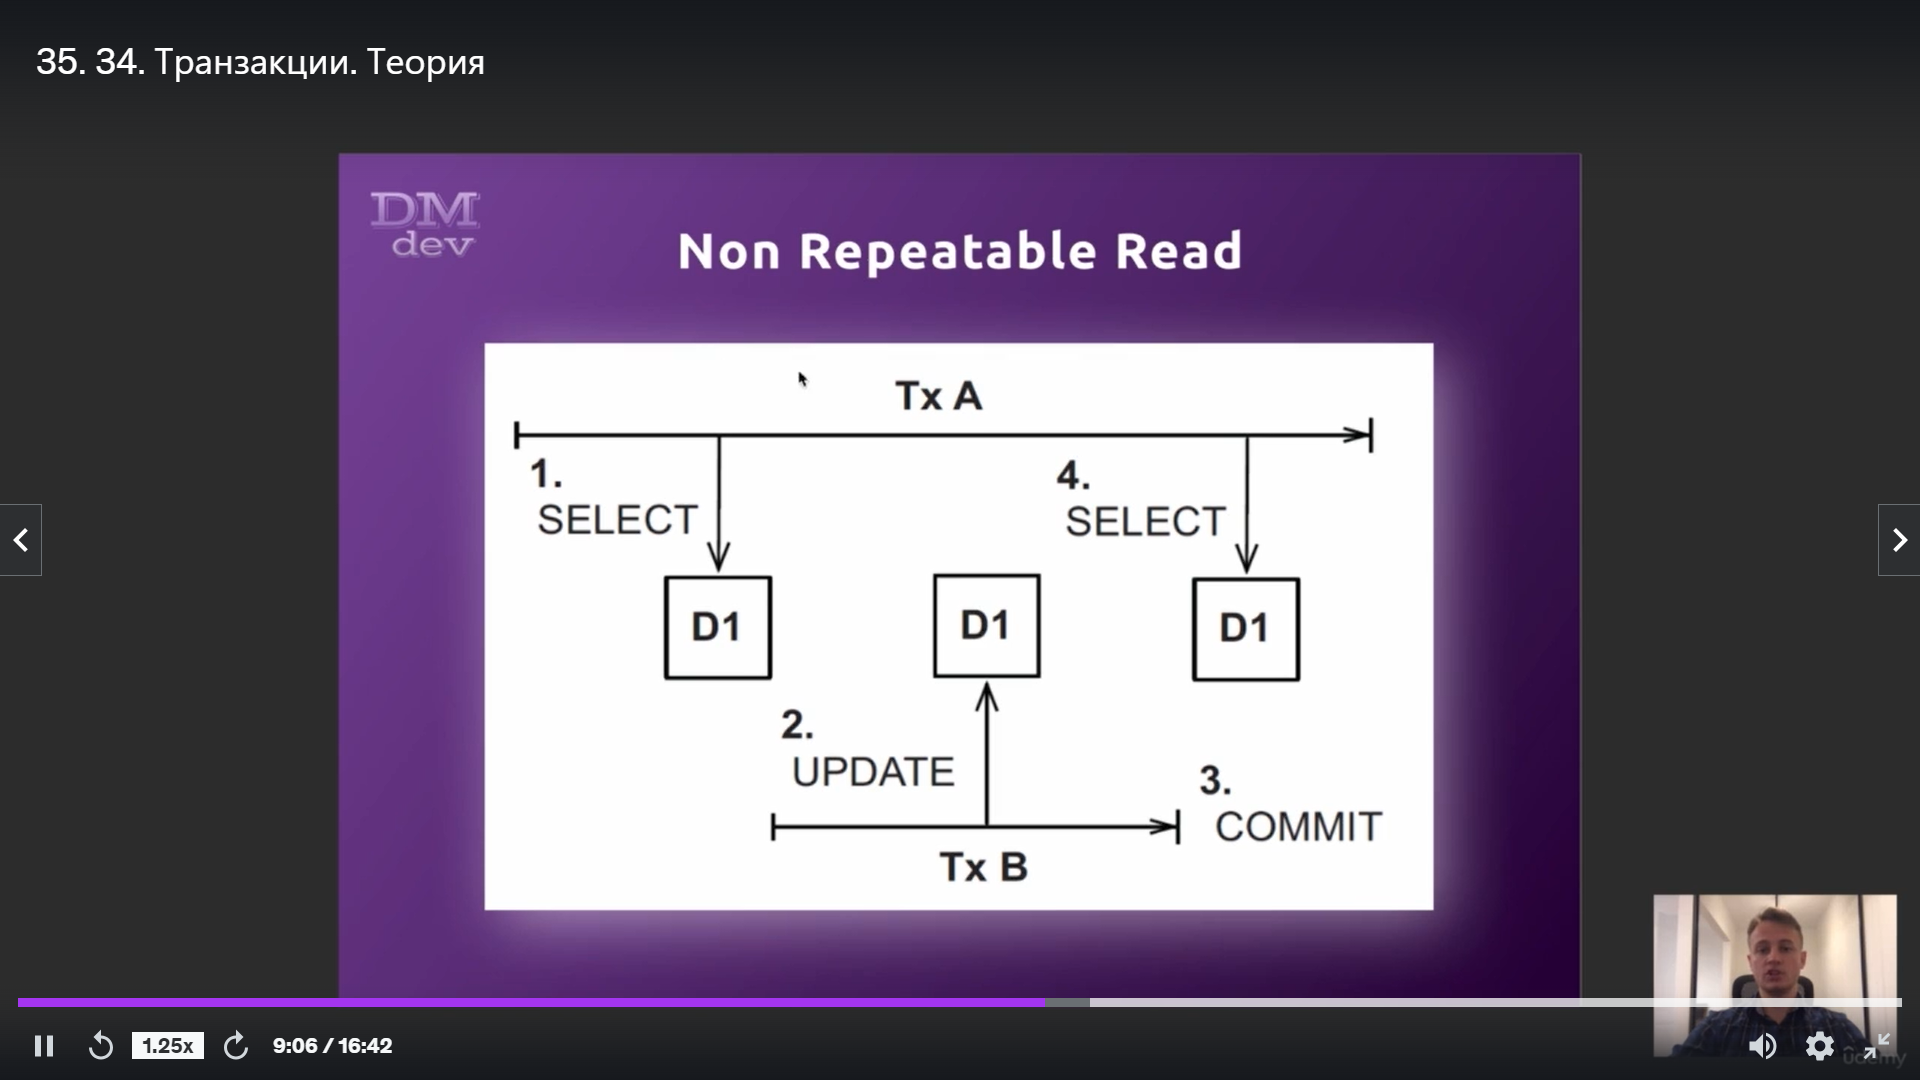 35. 34. Транзакции. Теория
DM
dev
Non Repeatable Read
Tx A
1.
SELECT
4.
SELECT
D1
D1
D1
2.
UPDATE
3.
COMMIT
Tx B
1.25x
9:06 / 16:42
ûdemy